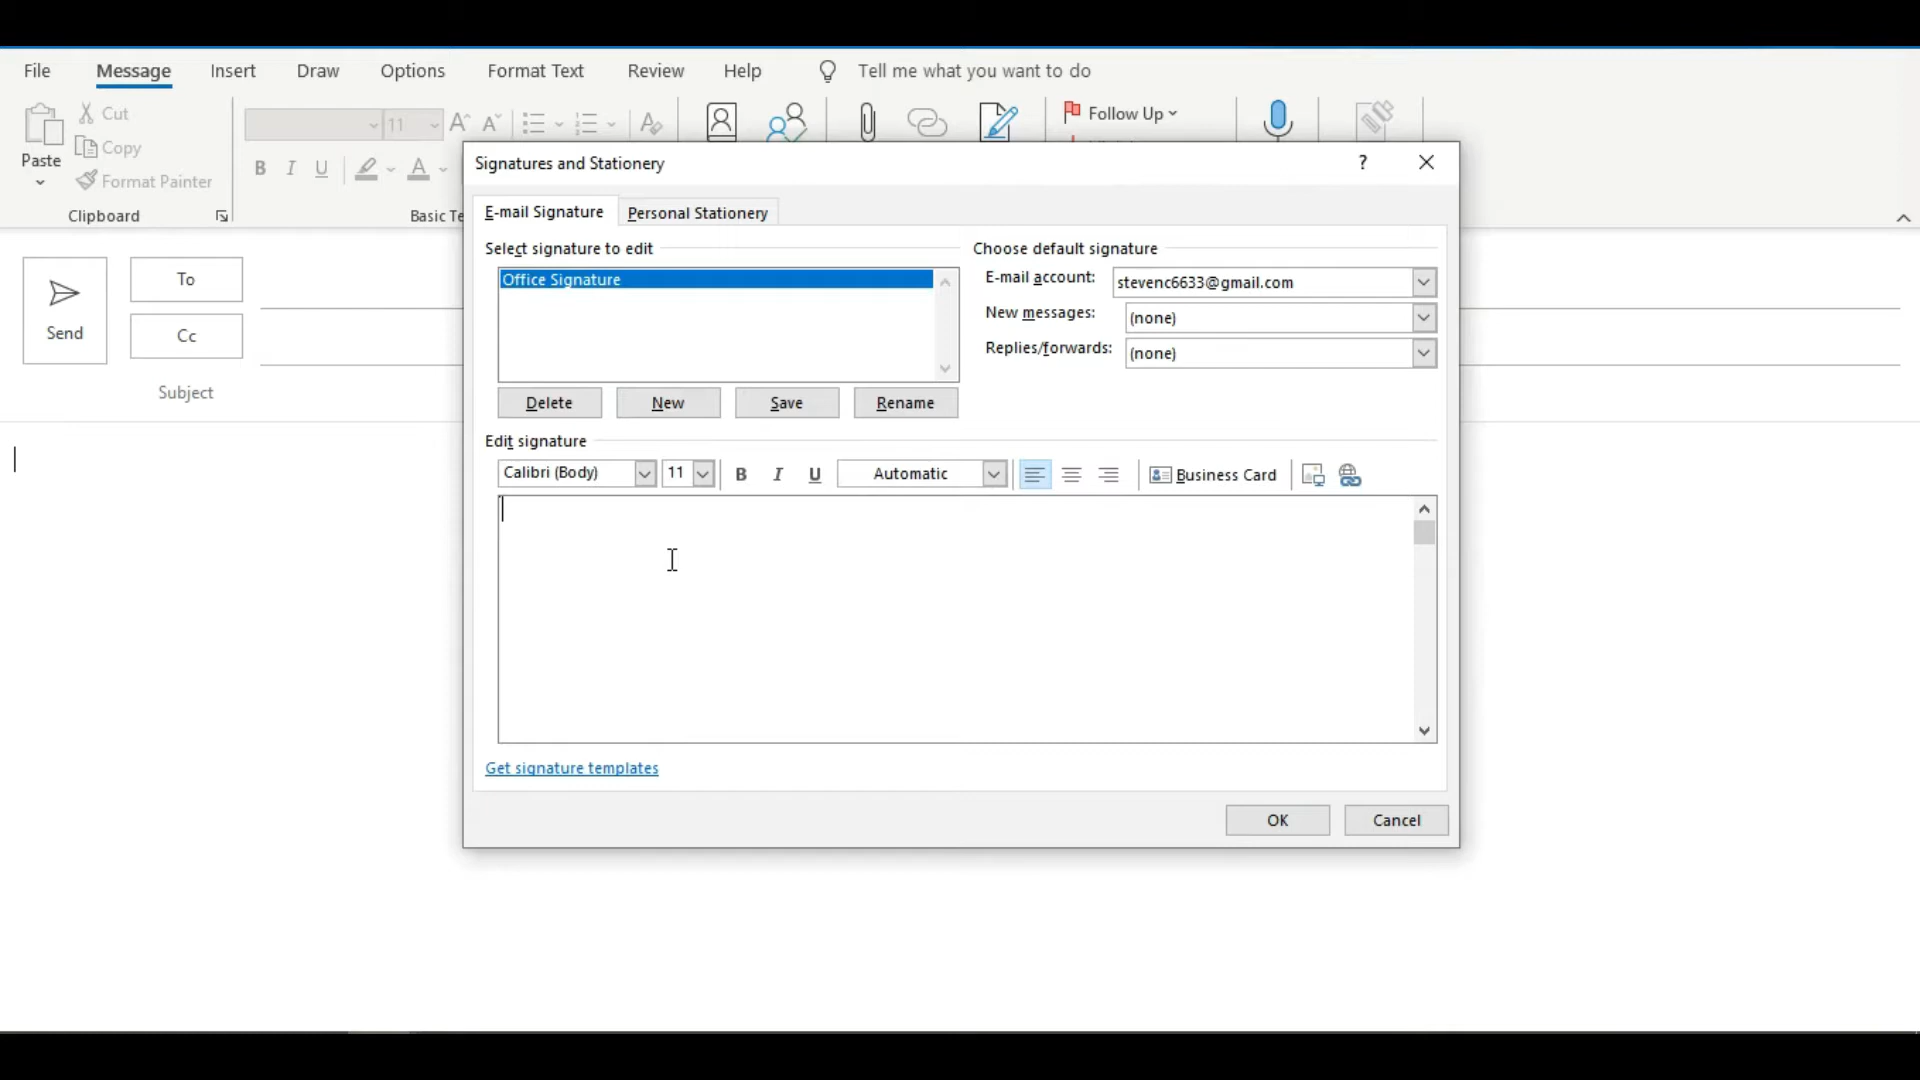 File Message Insert Draw Options Format Text Review Help Tell me what you want to do
Paste
Cut
Copy
Format Painter
Clipboard
11
B I U A
Basic Te
Follow Up
Signatures and Stationery ?
E-mail Signature Personal Stationery
Select signature to edit
Office Signature
Delete New Save Rename
Choose default signature
E-mail account: stevenc6633@gmail.com
New messages: (none)
Replies/forwards: (none)
Edit signature
Calibri (Body) 11 B I U Automatic Business Card
Get signature templates
OK Cancel
Send
To
Cc
Subject